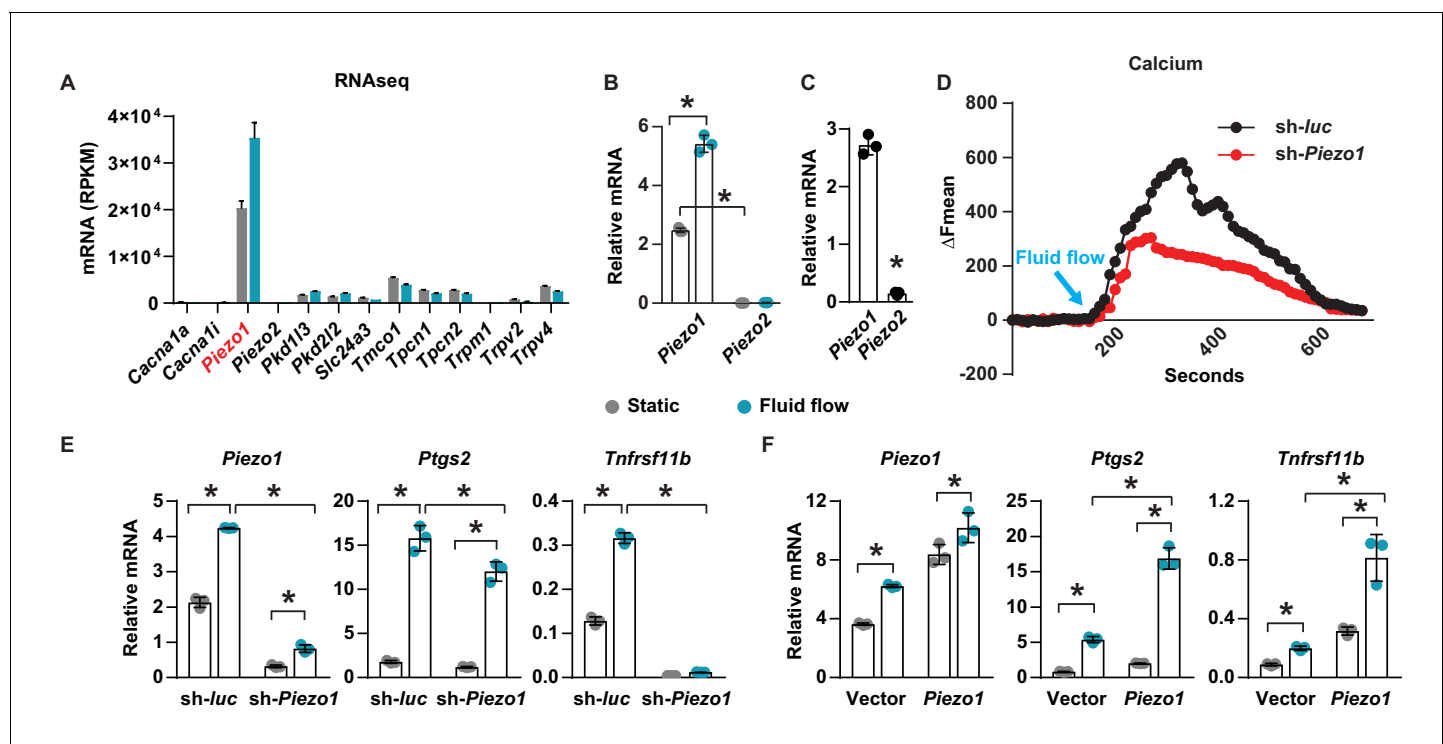 A
RNAseq
mRNA (RPKM)
4×10⁴
3×10⁴
2×10⁴
1×10⁴
0
Cacna1a
Cacna1i
Piezo1
Piezo2
Pkd1l3
Pkd2l2
Slc24a3
Tmco1
Tpcn1
Tpcn2
Trpm1
Trpv2
Trpv4
B
Relative mRNA
6
4
2
0
*
*
Piezo1
Piezo2
C
Relative mRNA
3
2
1
0
*
Piezo1
Piezo2
D
Calcium
ΔFmean
800
600
400
200
0
-200
sh-luc
sh-Piezo1
Fluid flow
200
400
600
Seconds
Static
Fluid flow
E
Relative mRNA
Piezo1
5
4
3
2
1
0
* * *
sh-luc sh-Piezo1
Ptgs2
20
15
10
5
0
* * *
sh-luc sh-Piezo1
Tnfrsf11b
0.4
0.3
0.2
0.1
0.0
* *
sh-luc sh-Piezo1
F
Relative mRNA
Piezo1
12
8
4
0
* *
Vector Piezo1
Ptgs2
25
20
15
10
5
0
* * *
Vector Piezo1
Tnfrsf11b
1.2
0.8
0.4
0.0
* * *
Vector Piezo1